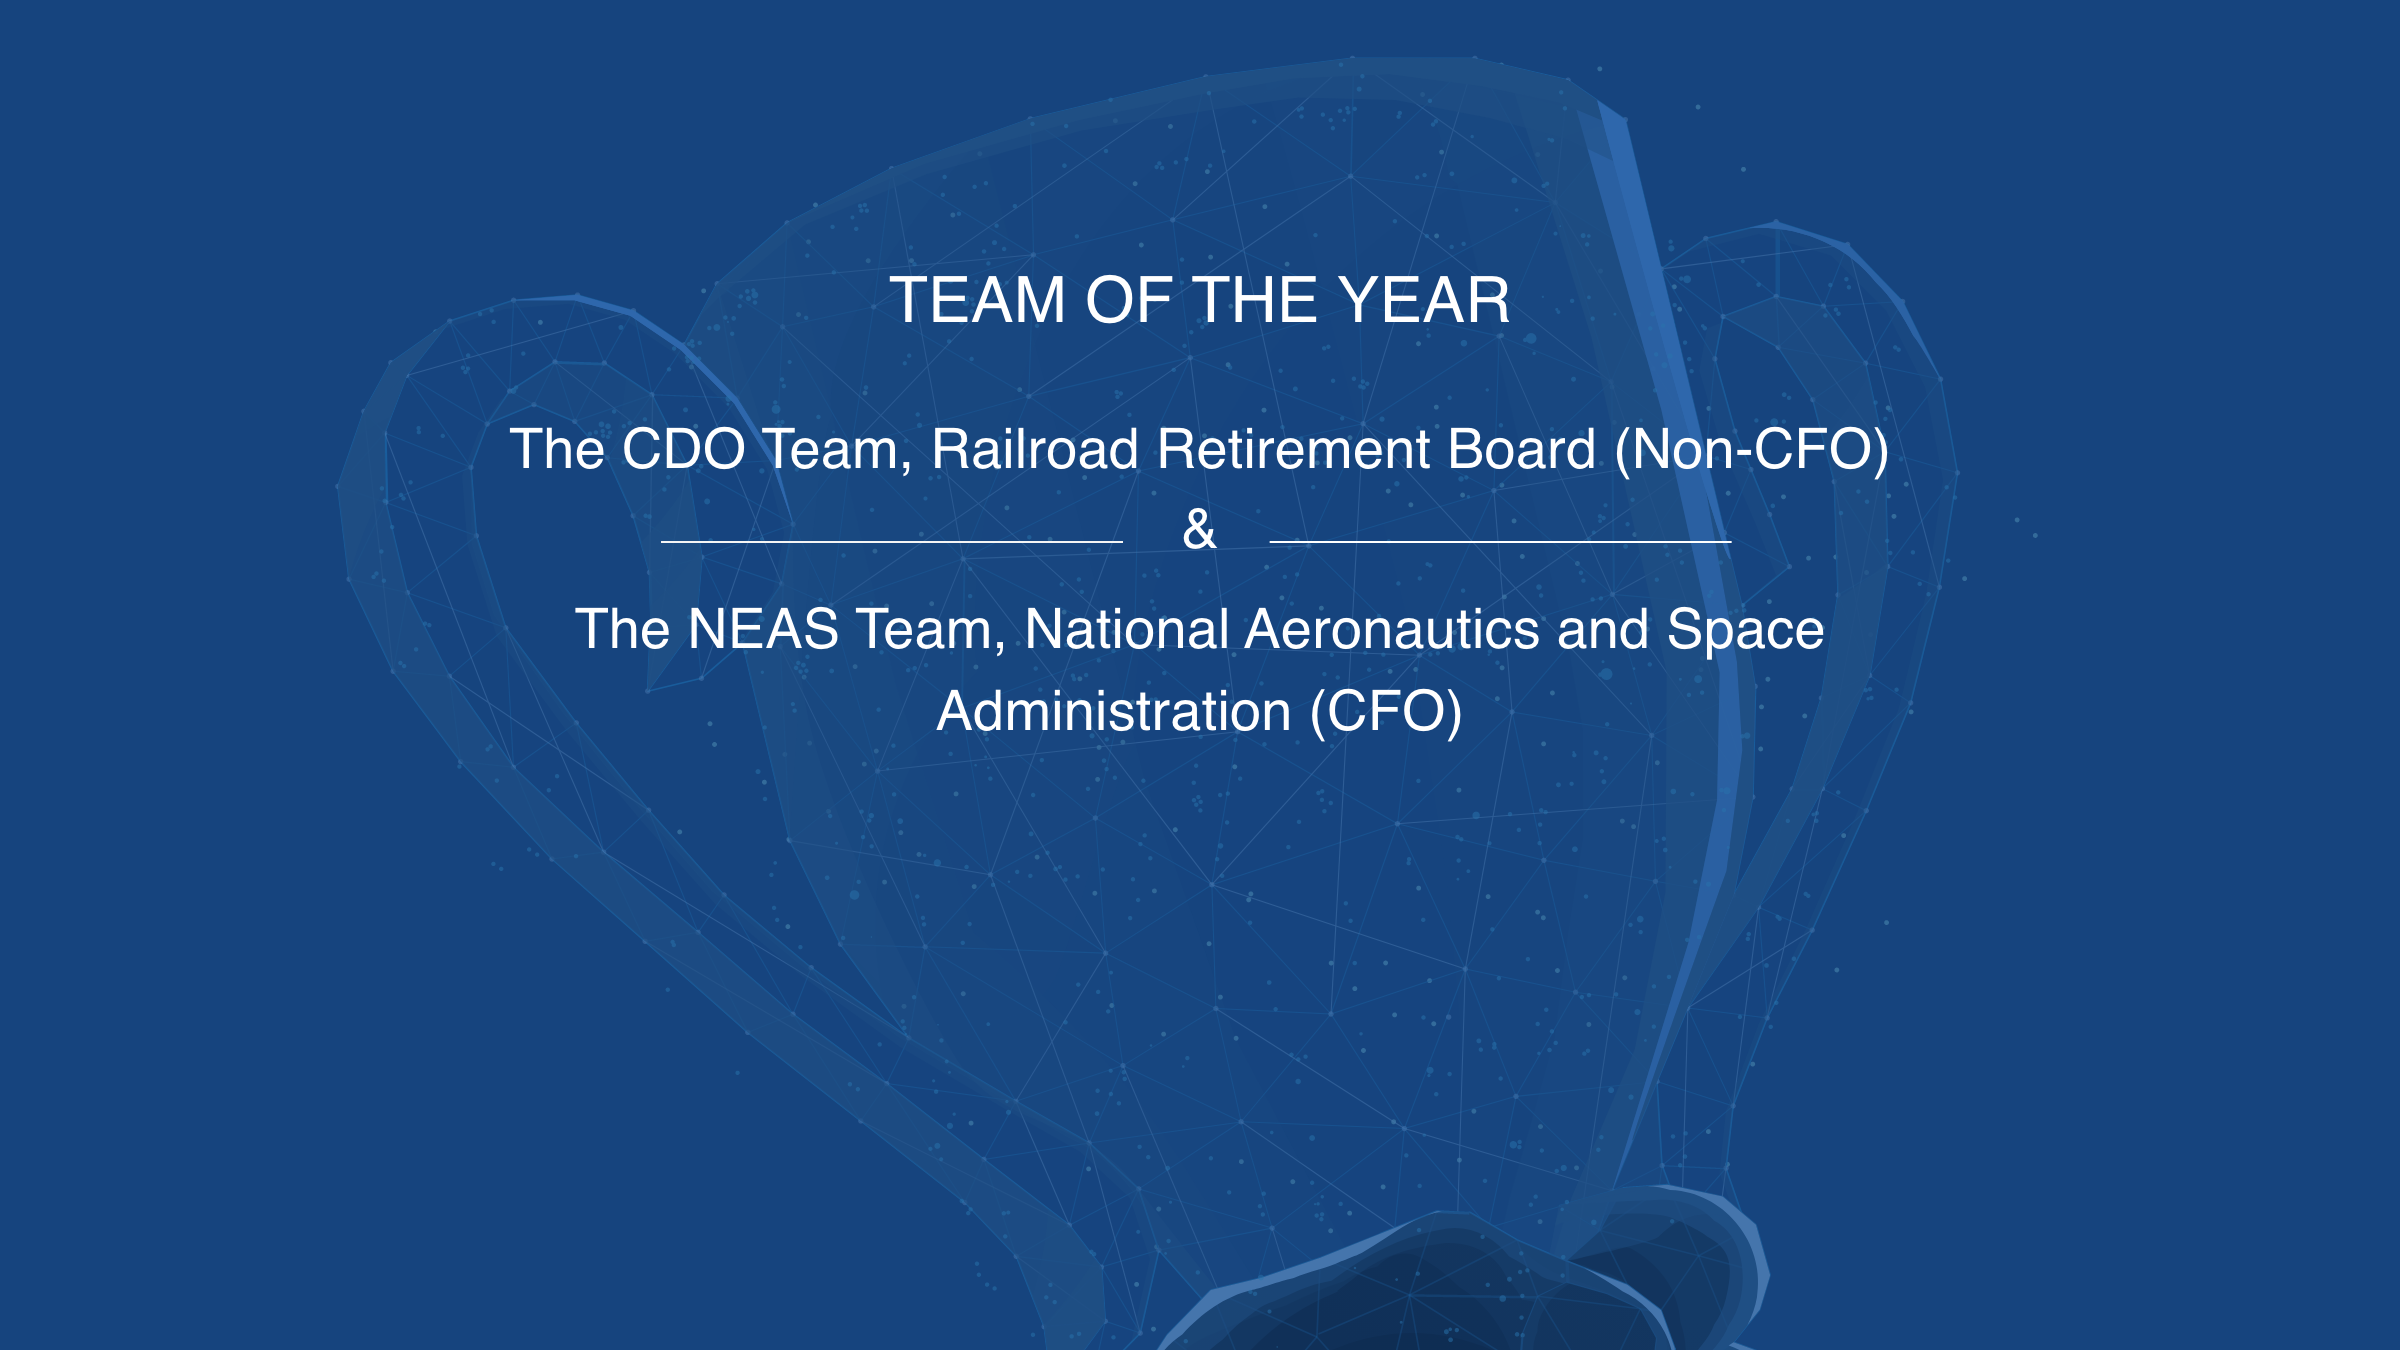 TEAM OF THE YEAR
The CDO Team, Railroad Retirement Board (Non-CFO)
&
The NEAS Team, National Aeronautics and Space
Administration (CFO)